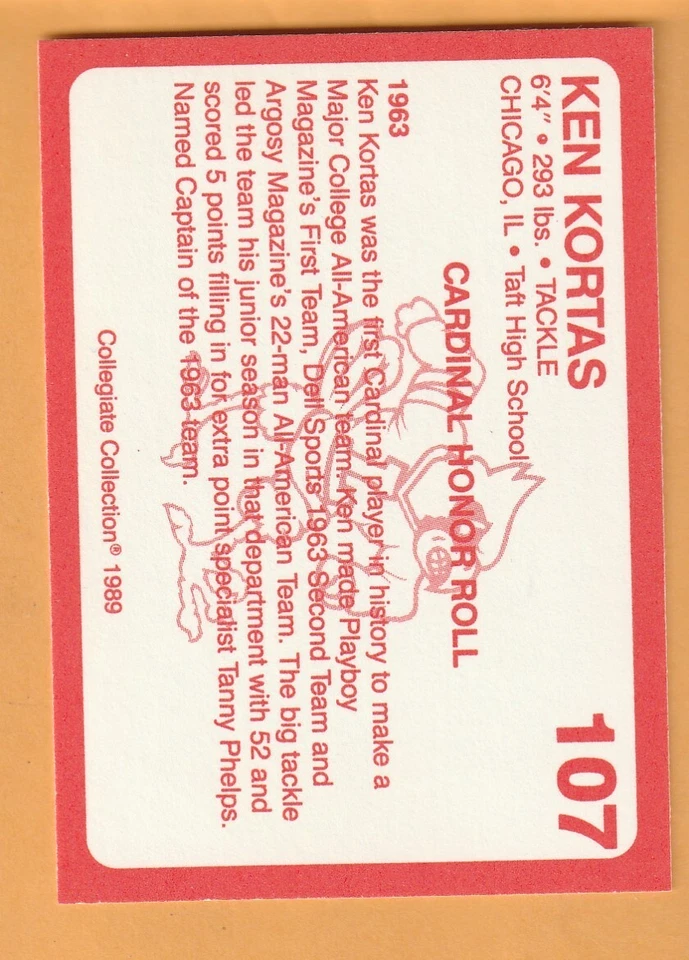 KEN KORTAS
107
6'4" • 293 lbs. • TACKLE
CHICAGO, IL • Taft High School
CARDINAL HONOR ROLL
1963
Ken Kortas was the first Cardinal player in history to make a
Major College All-American team. Ken made Playboy
Magazine's First Team, Dell Sports 1963 Second Team and
Argosy Magazine's 22-man All-American Team. The big tackle
led the team his junior season in that department with 52 and
scored 5 points filling in for extra point specialist Tanny Phelps.
Named Captain of the 1963 team.
Collegiate Collection® 1989